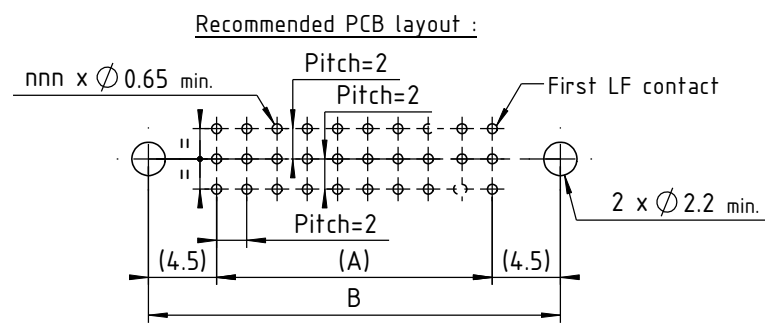 Recommended PCB layout :
Pitch=2
nnn x ∅ 0.65 min.
Pitch=2
First LF contact
=
=
2 x ∅ 2.2 min.
Pitch=2
(4.5)
(A)
(4.5)
B